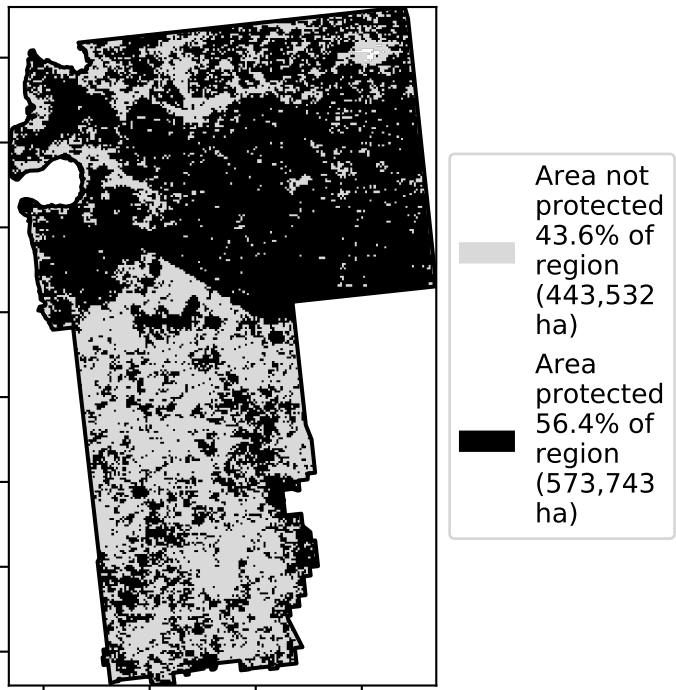 Area not
protected
43.6% of
region
(443,532
ha)
Area
protected
56.4% of
region
(573,743
ha)